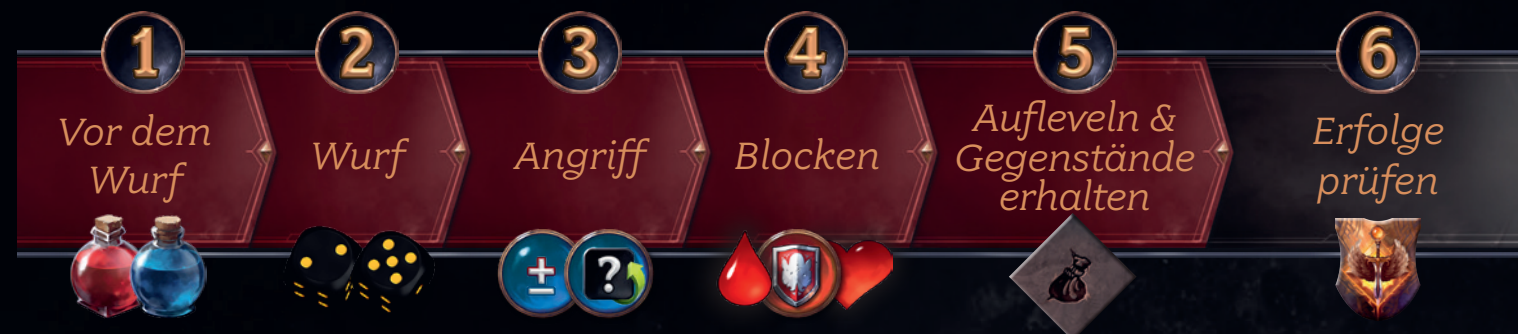 1
Vor dem
Wurf
2
Wurf
3
Angriff
±
?
4
Blocken
5
Aufleveln &
Gegenstände
erhalten
6
Erfolge
prüfen